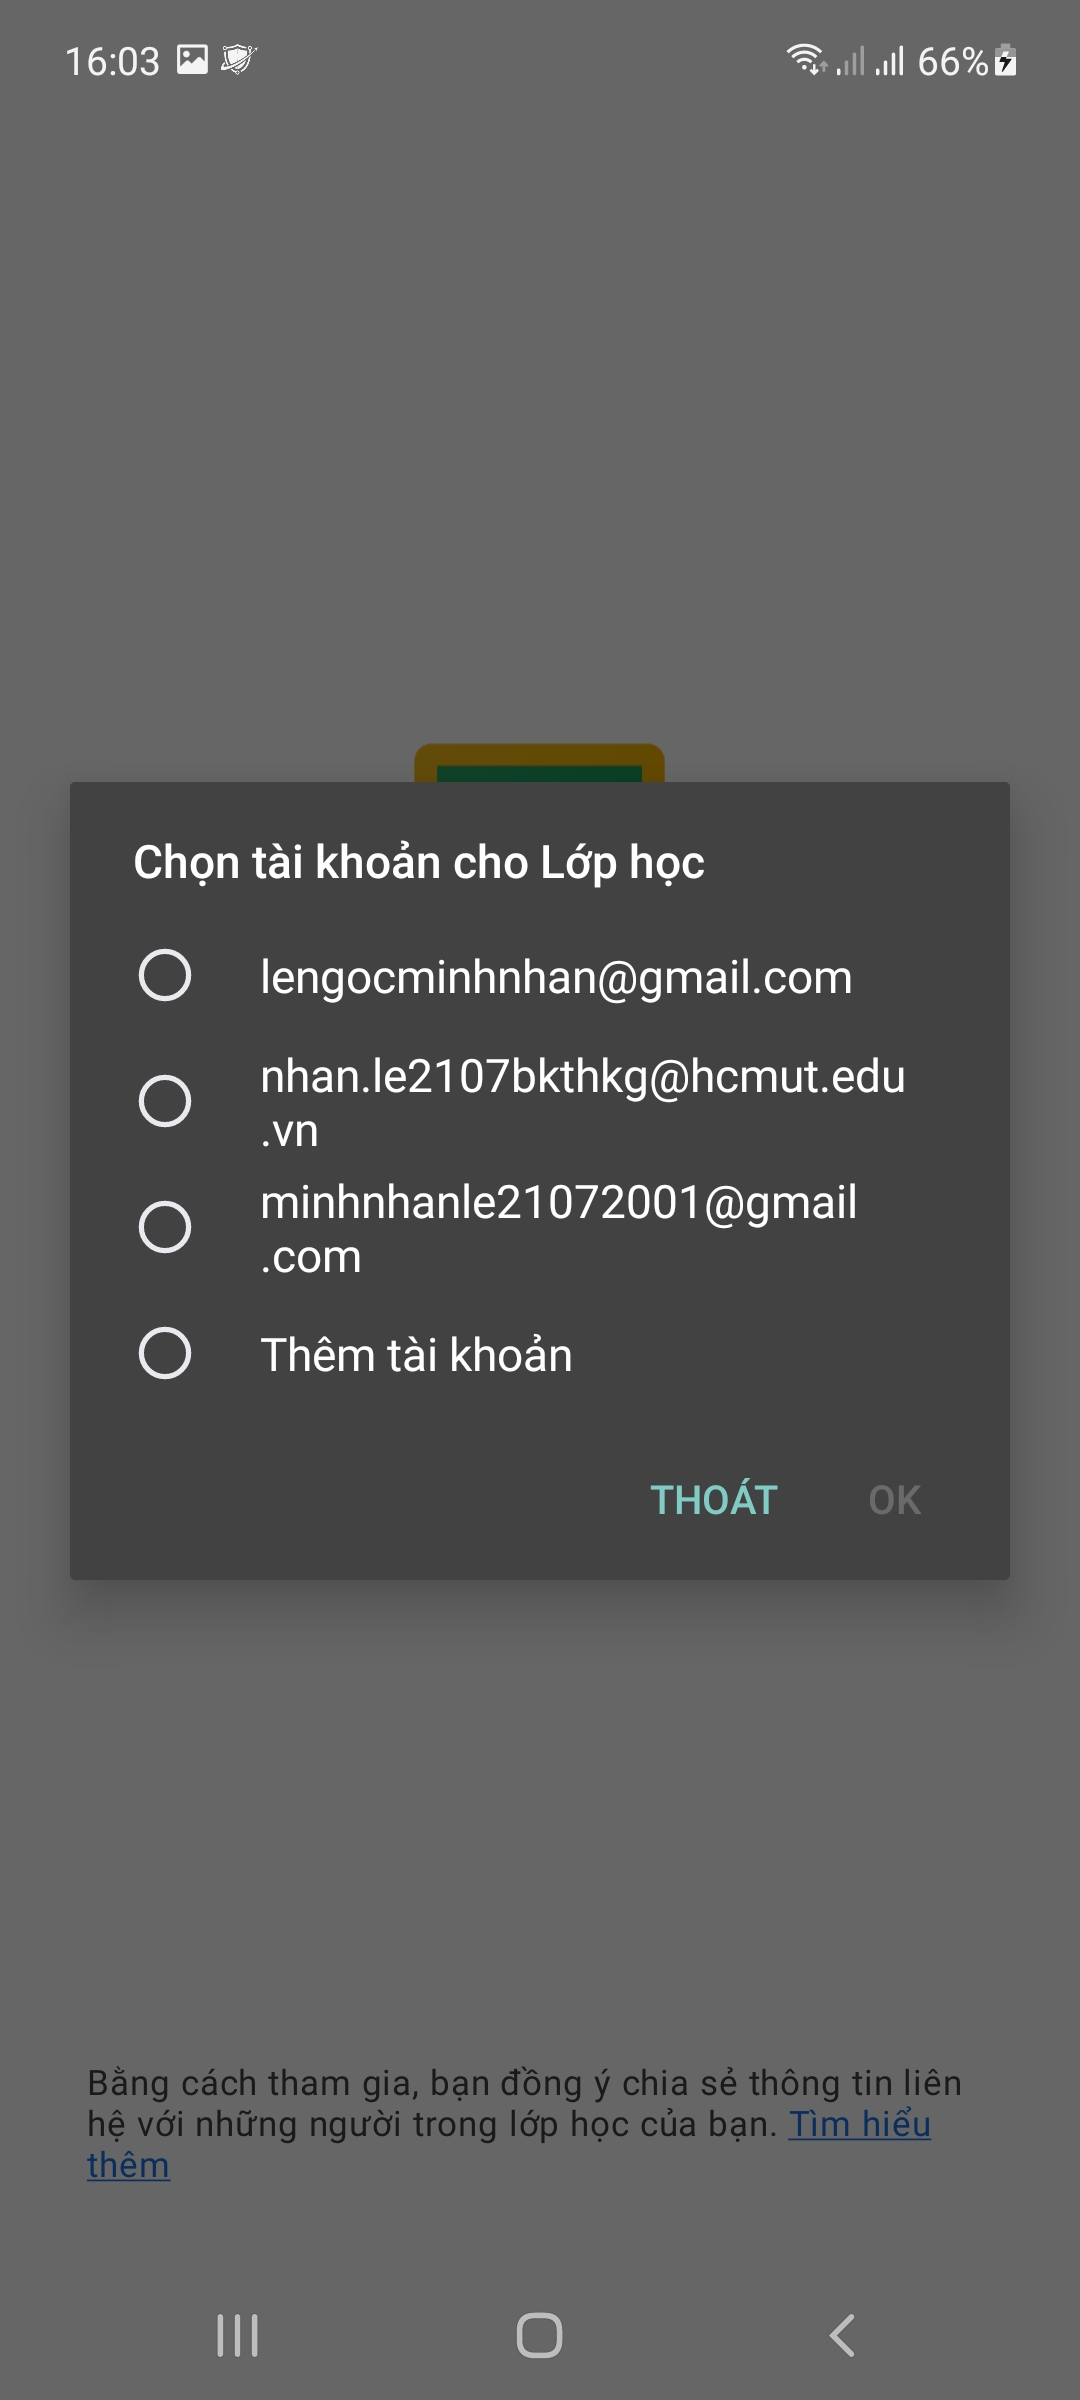 16:03
66%
Chọn tài khoản cho Lớp học
lengocminhnhan@gmail.com
nhan.le2107bkthkg@hcmut.edu
.vn
minhnhanle21072001@gmail
.com
Thêm tài khoản
THOÁT OK
Bằng cách tham gia, bạn đồng ý chia sẻ thông tin liên
hệ với những người trong lớp học của bạn. Tìm hiểu
thêm